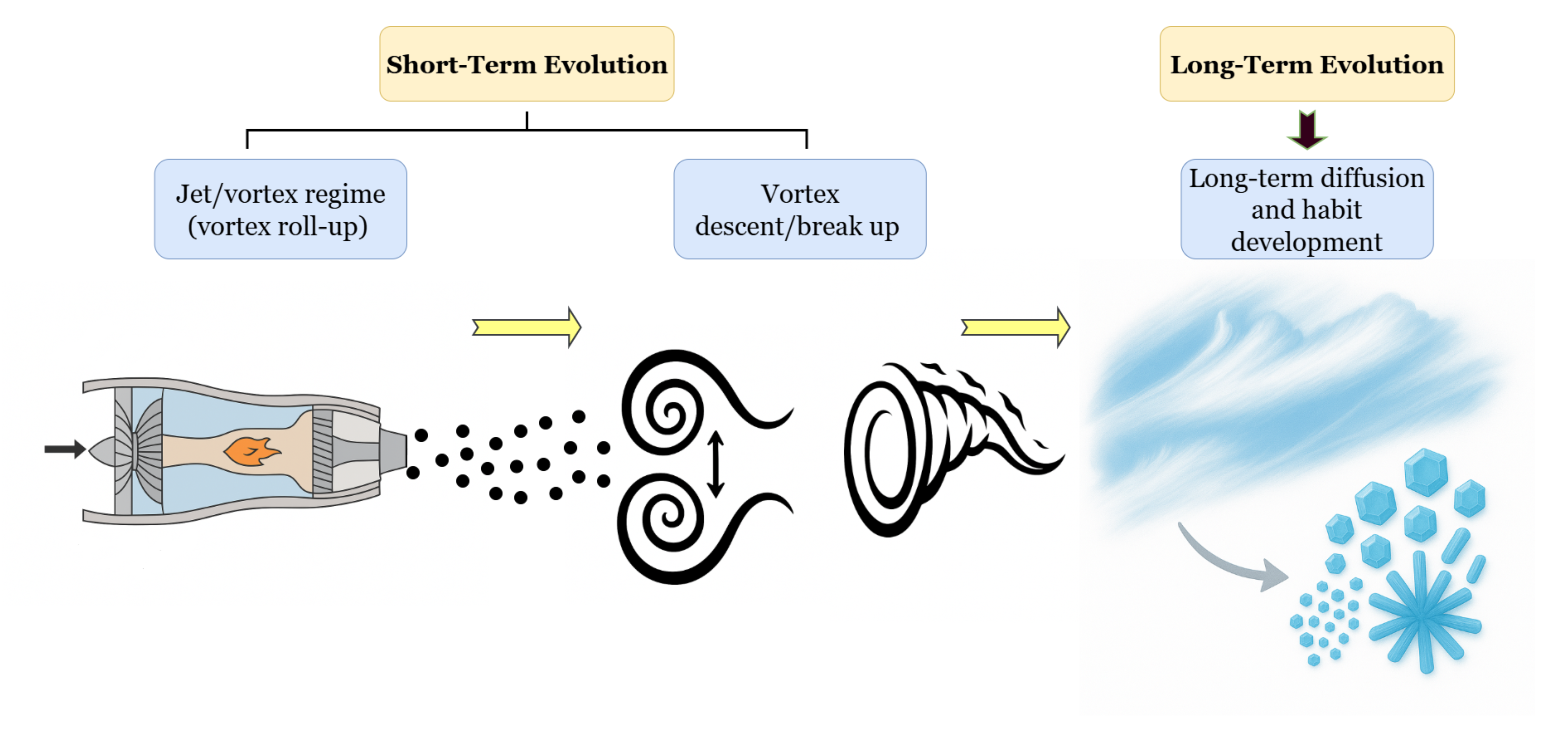 Short-Term Evolution
Long-Term Evolution
Jet/vortex regime
(vortex roll-up)
Vortex
descent/break up
Long-term diffusion
and habit
development